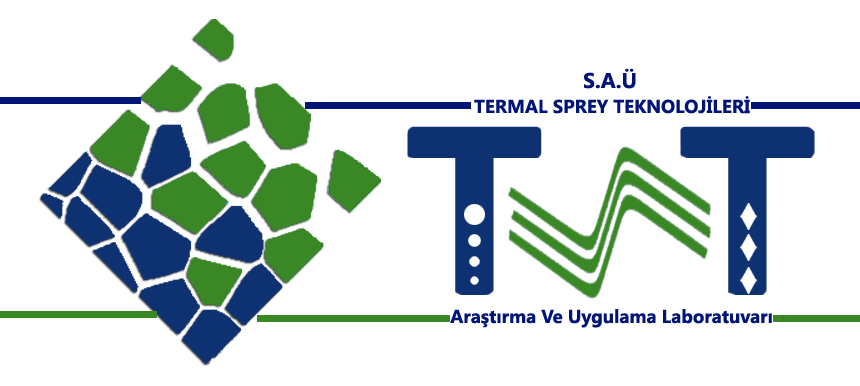 S.A.Ü
TERMAL SPREY TEKNOLOJİLERİ
T T
Araştırma Ve Uygulama Laboratuvarı